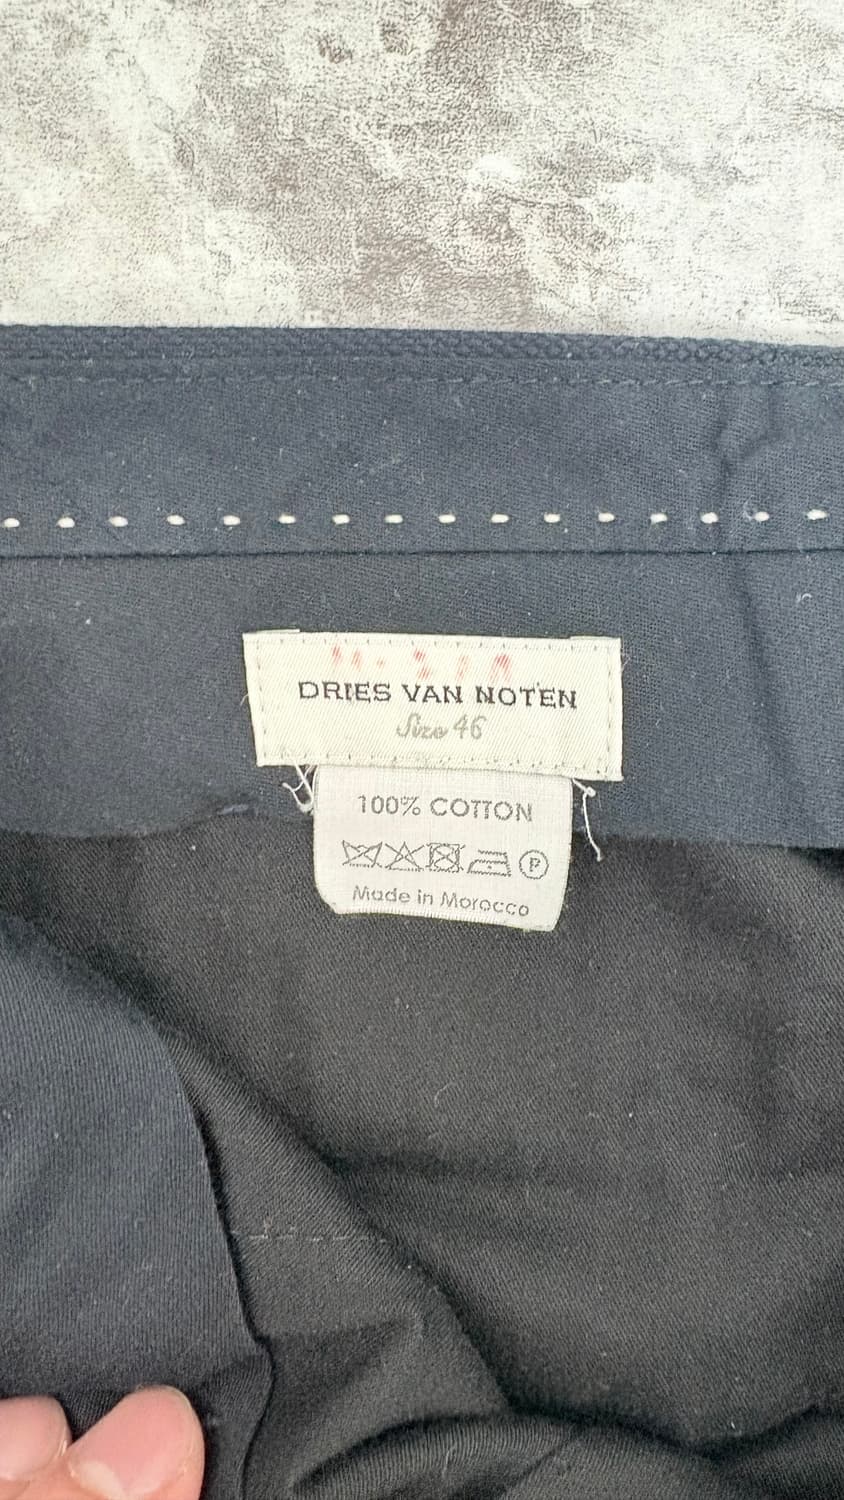 DRIES VAN NOTEN
Size 46
100% COTTON
P
Made in Morocco